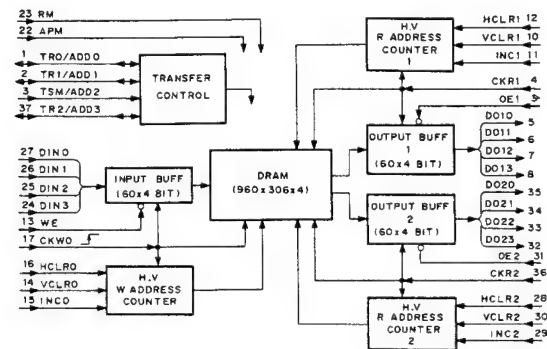 23 RM
22 APM
1 TR0/ADD0
2 TR1/ADD1
3 TSM/ADD2
37 TR2/ADD3
TRANSFER
CONTROL
H.V
R ADDRESS
COUNTER
1
HCLR1 12
VCLR1 10
INC1 11
CKR1 4
OE1 9
OUTPUT BUFF
1
(60x4 BIT)
DO10 5
DO11 6
DO12 7
DO13 8
27 DIN0
26 DIN1
25 DIN2
24 DIN3
13 WE
17 CKW0
INPUT BUFF
(60x4 BIT)
DRAM
(960x306x4)
OUTPUT BUFF
2
(60x4 BIT)
DO20 35
DO21 34
DO22 33
DO23 32
OE2 31
CKR2 36
16 HCLR0
14 VCLR0
15 INC0
H.V
W ADDRESS
COUNTER
H.V
R ADDRESS
COUNTER
2
HCLR2 28
VCLR2 30
INC2 29